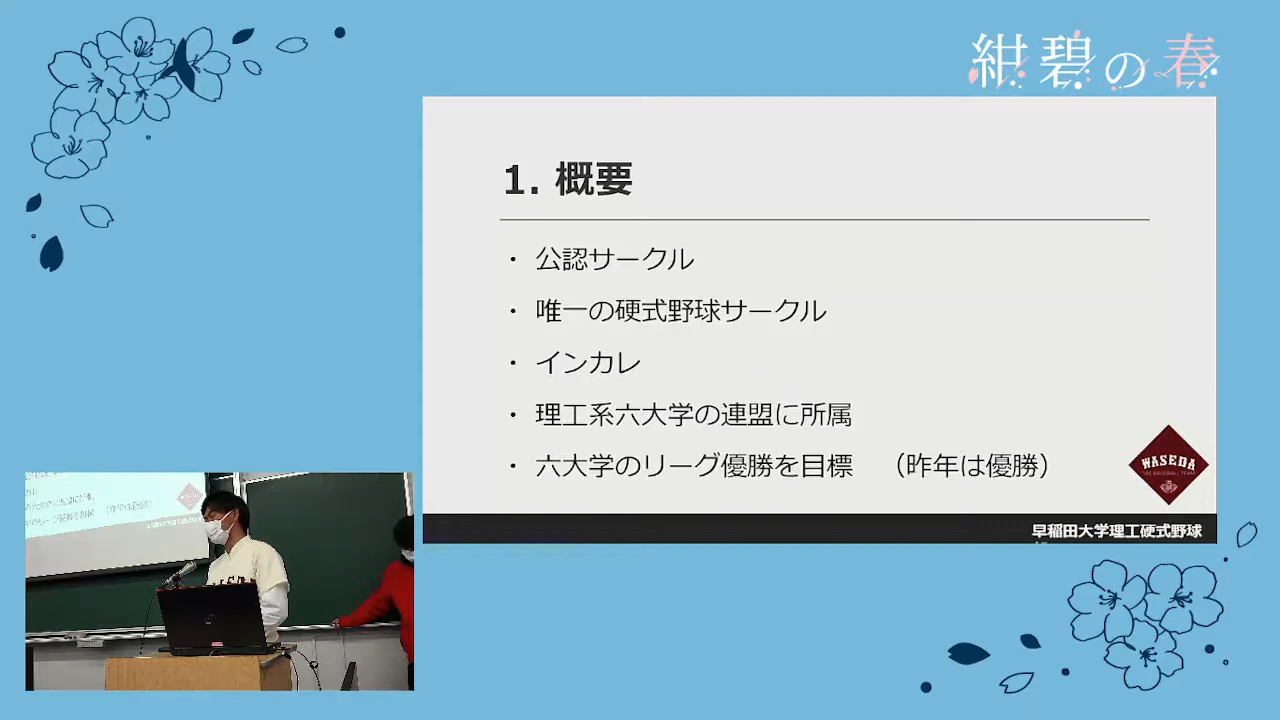 紺碧の春
1. 概要
・ 公認サークル
・ 唯一の硬式野球サークル
・ インカレ
・ 理工系六大学の連盟に所属
・ 六大学のリーグ優勝を目標　（昨年は優勝）
WASEDA
早稲田大学理工硬式野球